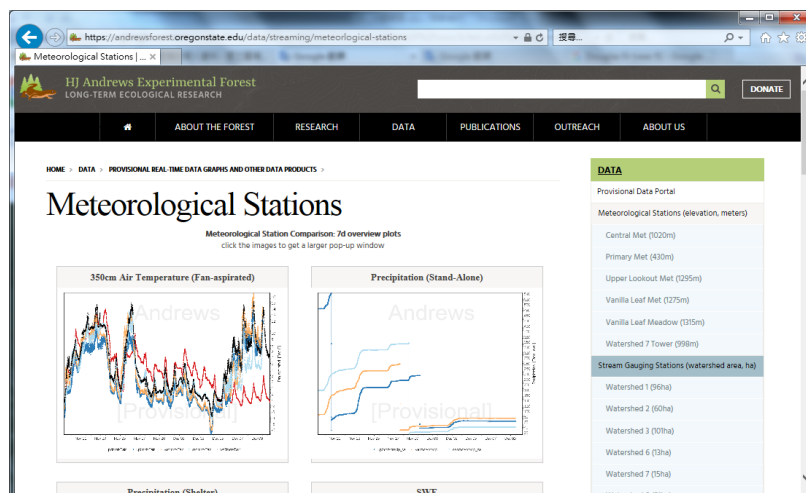 https://andrewsforest.oregonstate.edu/data/streaming/meteorlogical-stations
搜尋...
Meteorological Stations | ...
HJ Andrews Experimental Forest
LONG-TERM ECOLOGICAL RESEARCH
DONATE
ABOUT THE FOREST
RESEARCH
DATA
PUBLICATIONS
OUTREACH
ABOUT US
HOME > DATA > PROVISIONAL REAL-TIME DATA GRAPHS AND OTHER DATA PRODUCTS >
Meteorological Stations
Meteorological Station Comparison: 7d overview plots
click the images to get a larger pop-up window
350cm Air Temperature (Fan-aspirated)
Andrews
[Provisional]
Precipitation (Stand-Alone)
Andrews
[Provisional]
Precipitation (Shelter)
SWE
DATA
Provisional Data Portal
Meteorological Stations (elevation, meters)
Central Met (1020m)
Primary Met (430m)
Upper Lookout Met (1295m)
Vanilla Leaf Met (1275m)
Vanilla Leaf Meadow (1315m)
Watershed 7 Tower (998m)
Stream Gauging Stations (watershed area, ha)
Watershed 1 (96ha)
Watershed 2 (60ha)
Watershed 3 (101ha)
Watershed 6 (13ha)
Watershed 7 (15ha)